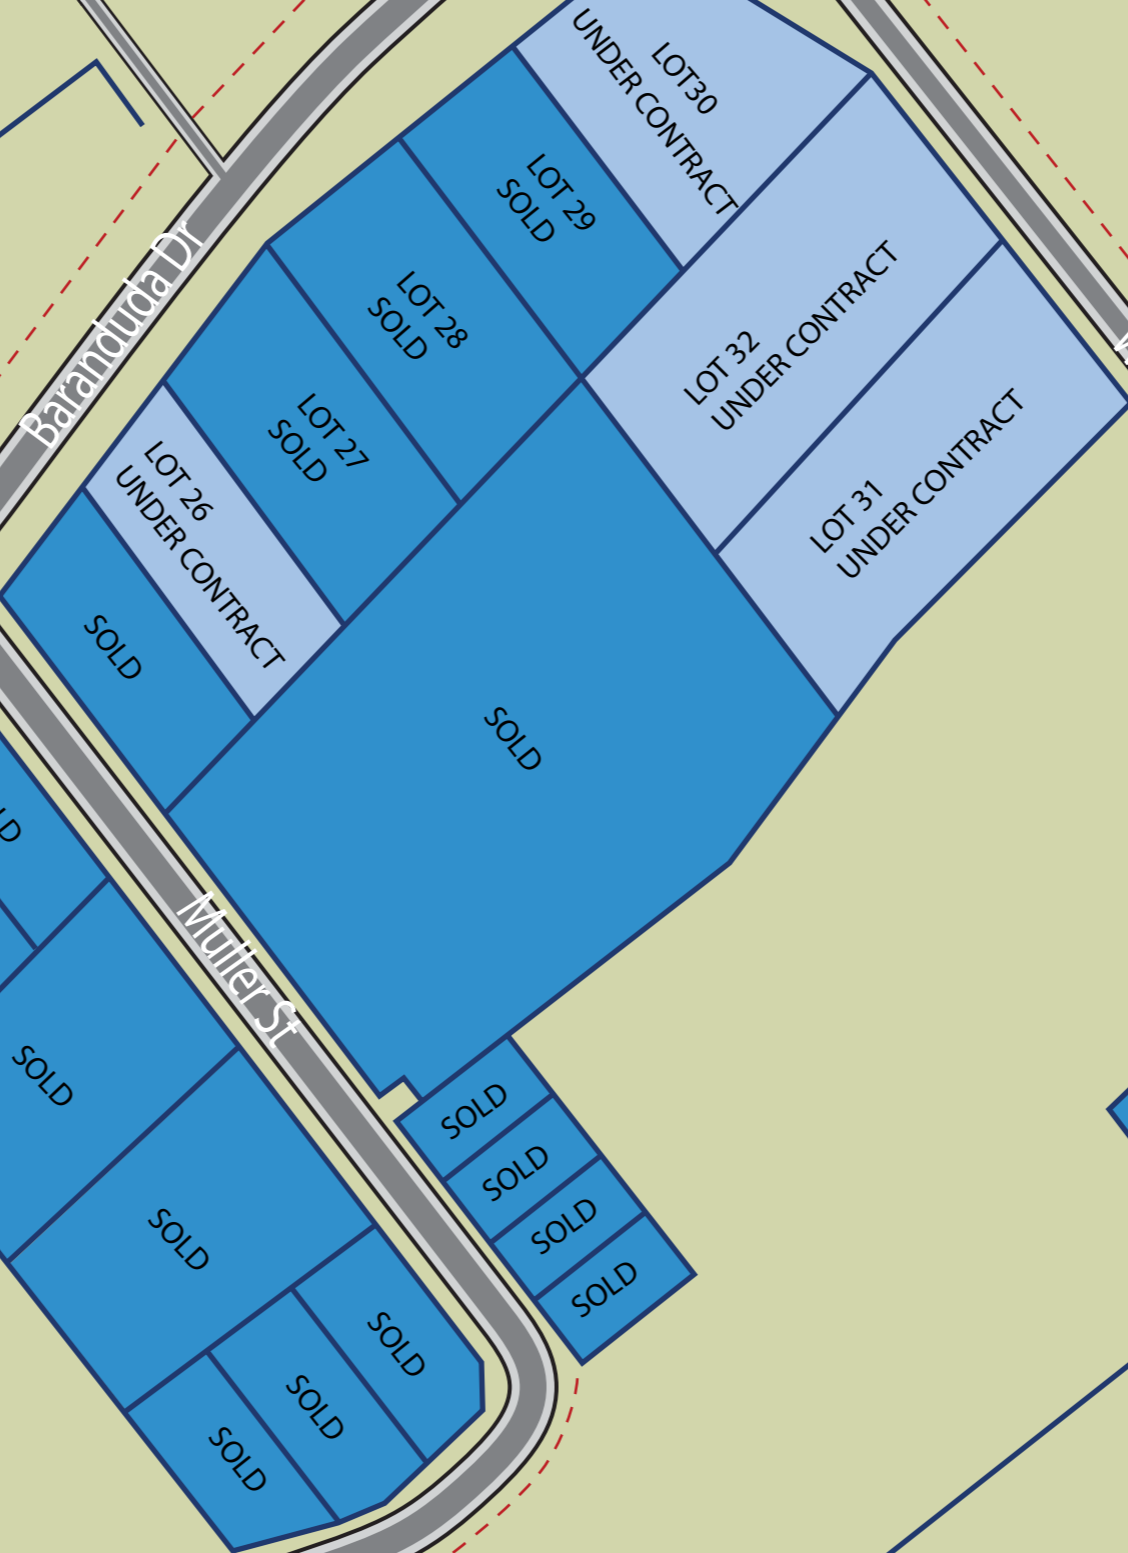 LOT30
UNDER CONTRACT
LOT 29
SOLD
LOT 28
SOLD
Baranduda Dr
LOT 32
UNDER CONTRACT
LOT 27
SOLD
LOT 26
UNDER CONTRACT
LOT 31
UNDER CONTRACT
SOLD
SOLD
LD
Muller St
SOLD
SOLD
SOLD
SOLD
SOLD
SOLD
SOLD
SOLD
SOLD